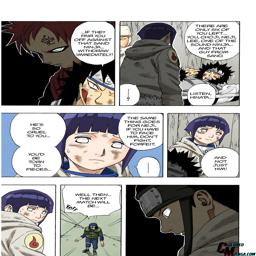 THERE ARE
ONLY SIX OF
YOU LEFT.
YOU, CHOJI, NEJI,
LEE, ONE OF THE
SOUND NINJA...
AND THAT
GUY OF SAND
LISTEN,
HINATA...
IF THEY
PAIR YOU
OFF AGAINST
THAT SAND
NINJA...
WITHDRAW
IMMEDIATELY!
THE SAME
THING GOES
FOR NEJI.
IF YOU HAVE
TO FACE
HIM, DON'T
FIGHT.
FORFEIT.
HE'S
SO
CRUEL
TO YOU...
YOU'D
BE
TORN
TO
PIECES...
AND
NOT
JUST
HIM!
WELL THEN...
THE NEXT
MATCH WILL
BE...